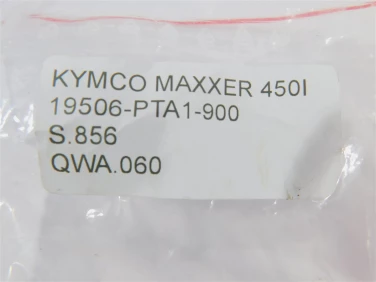 KYMCO MAXXER 450I
19506-PTA1-900
S.856
QWA.060